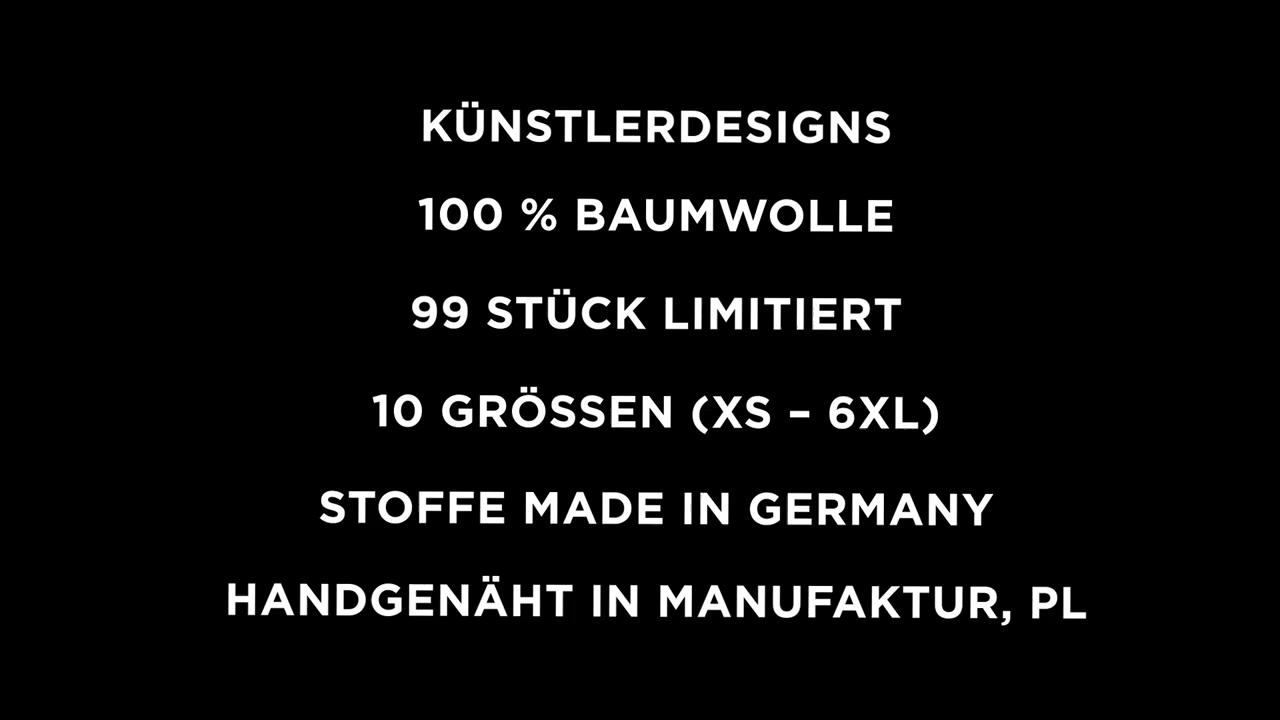 KÜNSTLERDESIGNS
100 % BAUMWOLLE
99 STÜCK LIMITIERT
10 GRÖSSEN (XS – 6XL)
STOFFE MADE IN GERMANY
HANDGENÄHT IN MANUFAKTUR, PL